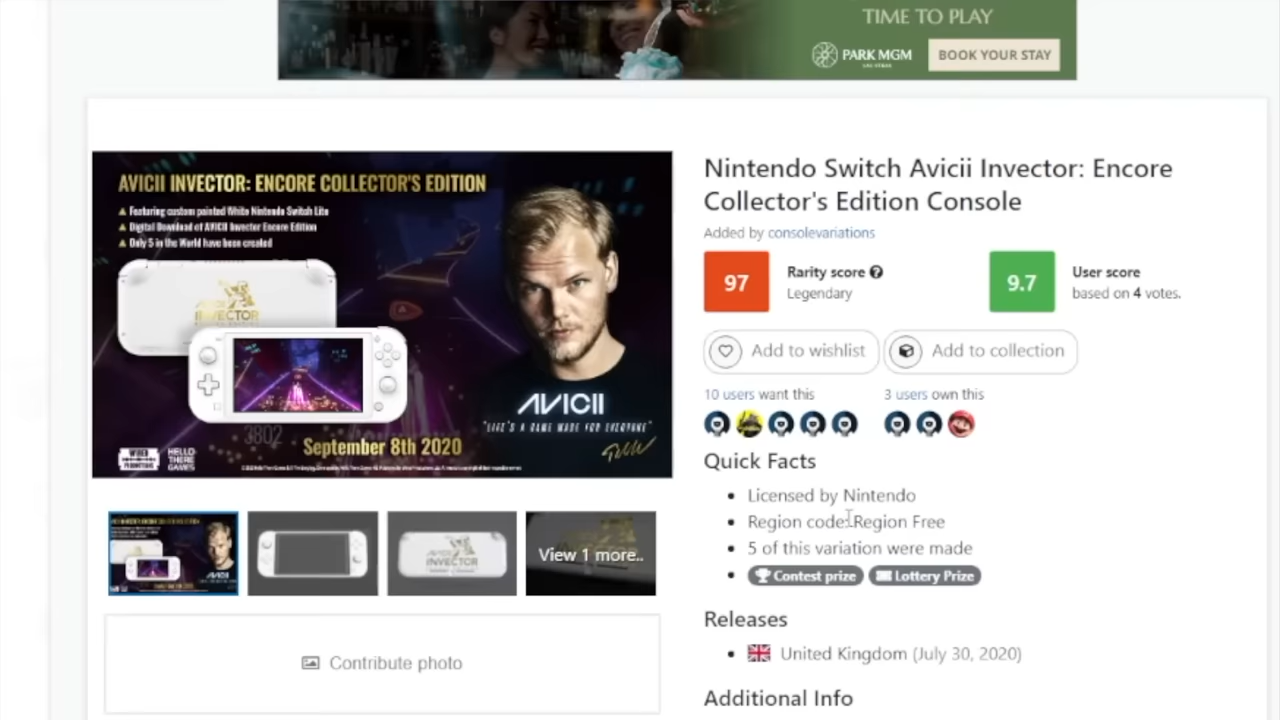 TIME TO PLAY
PARK MGM
BOOK YOUR STAY
AVICII INVECTOR: ENCORE COLLECTOR'S EDITION
Featuring custom painted White Nintendo Switch Lite
Digital Download of AVICII Invector Encore Edition
Only 5 in the World have been created
INVECTOR
AVICII
"LIFE'S A GAME MADE FOR EVERYONE"
3802
September 8th 2020
WIRED
PRODUCTIONS
HELLO
THERE
GAMES
Nintendo Switch Avicii Invector: Encore
Collector's Edition Console
Added by consolevariations
97
Rarity score
Legendary
9.7
User score
based on 4 votes.
Add to wishlist
Add to collection
10 users want this
3 users own this
Quick Facts
Licensed by Nintendo
Region code: Region Free
5 of this variation were made
Contest prize
Lottery Prize
INVECTOR
View 1 more..
Contribute photo
Releases
United Kingdom (July 30, 2020)
Additional Info